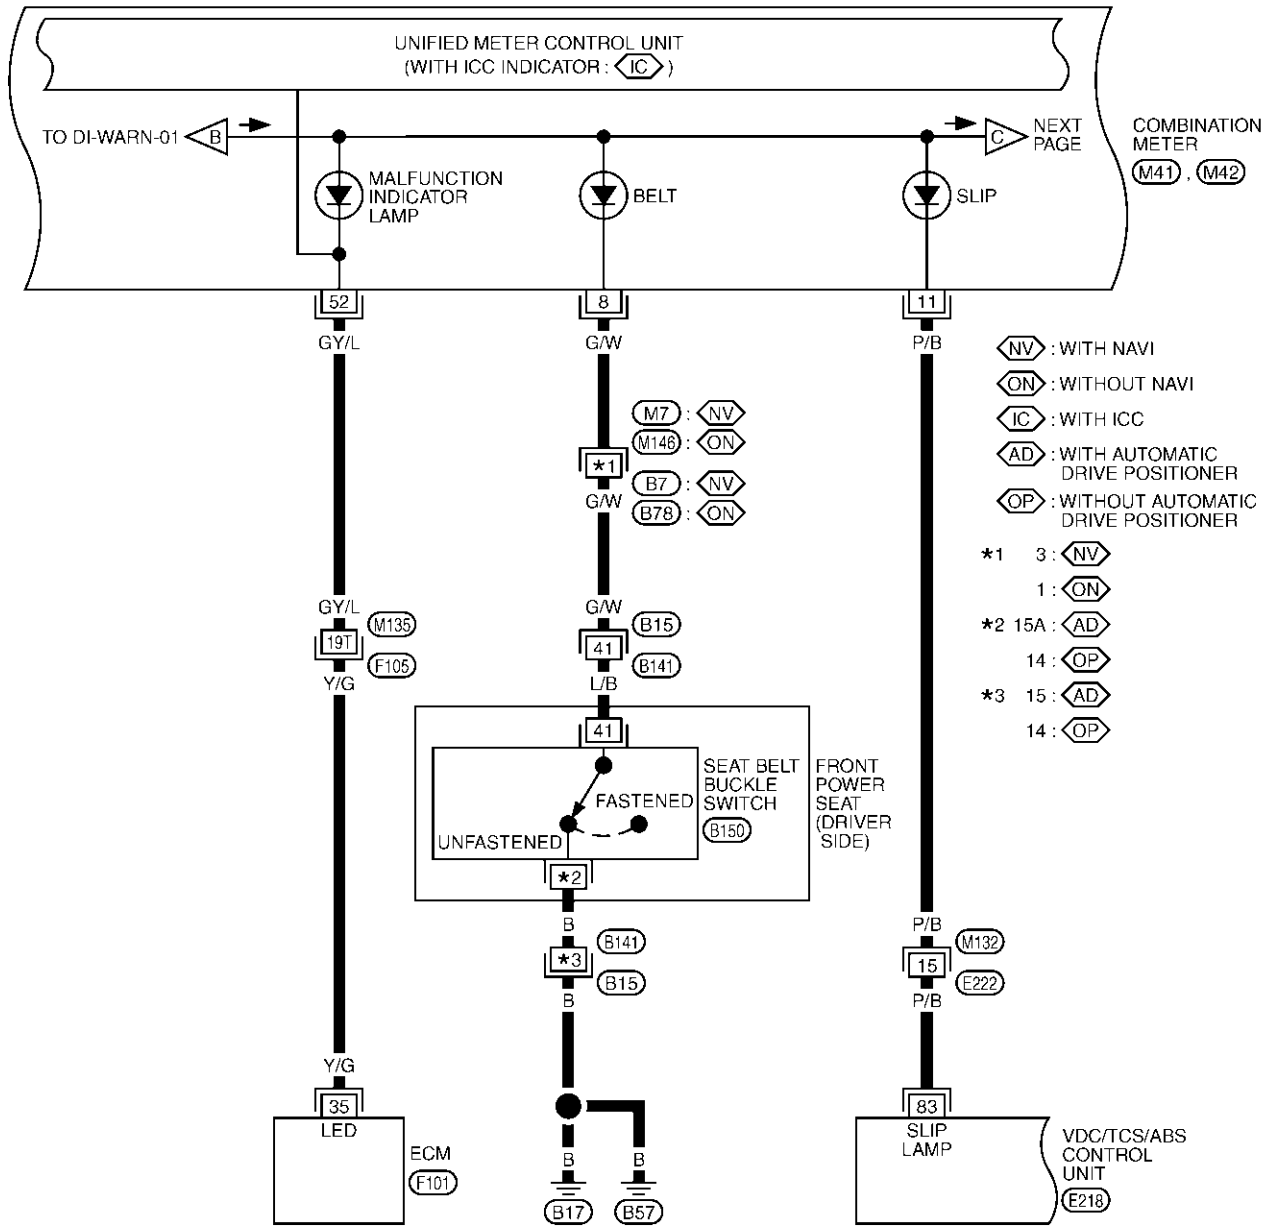 UNIFIED METER CONTROL UNIT
(WITH ICC INDICATOR : IC )
TO DI-WARN-01 B
C NEXT
PAGE
COMBINATION
METER
M41 , M42
MALFUNCTION
INDICATOR
LAMP
BELT
SLIP
52
8
11
GY/L
G/W
P/B
NV : WITH NAVI
ON : WITHOUT NAVI
IC : WITH ICC
AD : WITH AUTOMATIC
DRIVE POSITIONER
OP : WITHOUT AUTOMATIC
DRIVE POSITIONER
★1 3 : NV
1 : ON
★2 15A : AD
14 : OP
★3 15 : AD
14 : OP
M7 : NV
M146 : ON
★1
B7 : NV
G/W
B78 : ON
GY/L
M135
19T
F105
Y/G
G/W
B15
41
B141
L/B
41
SEAT BELT
BUCKLE
SWITCH
B150
FRONT
POWER
SEAT
(DRIVER
SIDE)
FASTENED
UNFASTENED
★2
B
B141
★3
B15
B
P/B
M132
15
E222
P/B
Y/G
35
LED
ECM
F101
B
B
B17
B57
83
SLIP
LAMP
VDC/TCS/ABS
CONTROL
UNIT
E218